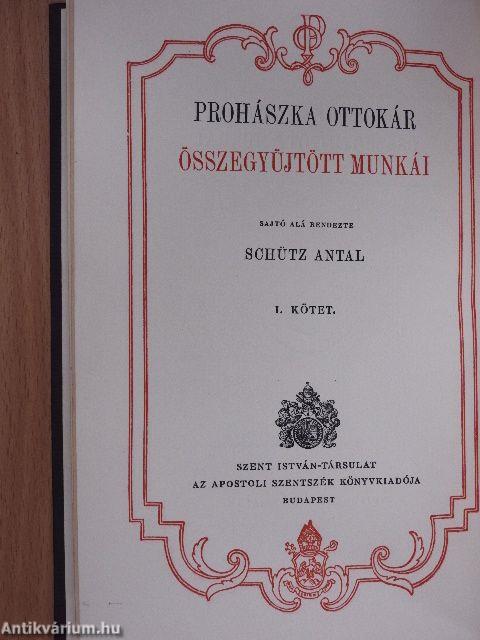 PROHÁSZKA OTTOKÁR
ÖSSZEGYŰJTÖTT MUNKÁI
SAJTÓ ALÁ RENDEZTE
SCHÜTZ ANTAL
I. KÖTET.
SZENT ISTVÁN-TÁRSULAT
AZ APOSTOLI SZENTSZÉK KÖNYVKIADÓJA
BUDAPEST
Antikvárium.hu